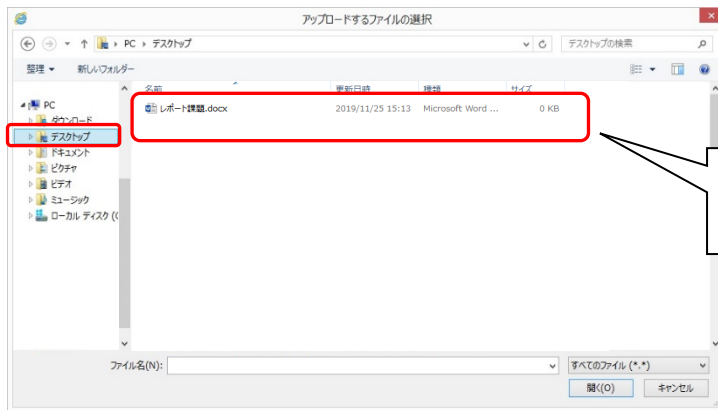 アップロードするファイルの選択
PC デスクトップ
デスクトップの検索
整理 新しいフォルダー
名前 更新日時 種類 サイズ
PC
ダウンロード
デスクトップ
ドキュメント
ピクチャ
ビデオ
ミュージック
ローカル ディスク (C
レポート課題.docx 2019/11/25 15:13 Microsoft Word ... 0 KB
ファイル名(N): すべてのファイル (*.*)
開く(O) キャンセル